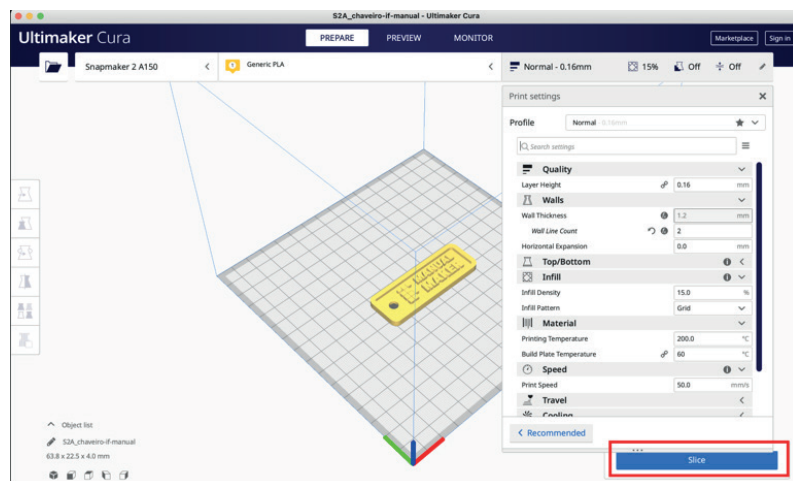 S2A_chaveiro-if-manual - Ultimaker Cura
Ultimaker Cura
PREPARE
PREVIEW
MONITOR
Marketplace
Sign in
Snapmaker 2 A150
Generic PLA
Normal - 0.16mm
15%
Off
Off
Print settings
Profile
Normal 0.16mm
Search settings
Quality
Layer Height 0.16 mm
Walls
Wall Thickness 1.2 mm
Wall Line Count 2
Horizontal Expansion 0.0 mm
Top/Bottom
Infill
Infill Density 15.0 %
Infill Pattern Grid
Material
Printing Temperature 200.0 °C
Build Plate Temperature 60 °C
Speed
Print Speed 50.0 mm/s
Travel
Cooling
Recommended
Slice
MANUAL
MAKER
Object list
S2A_chaveiro-if-manual
63.8 x 22.5 x 4.0 mm